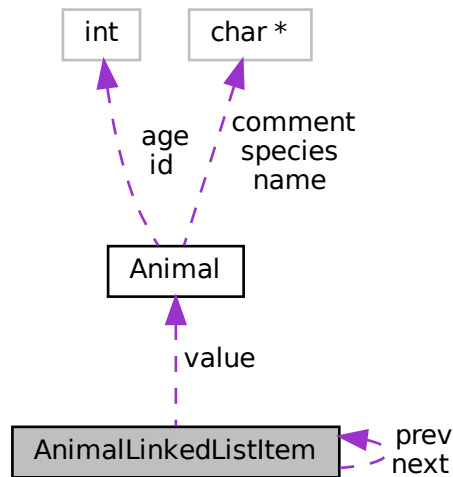 int
char *
age
id
comment
species
name
Animal
value
AnimalLinkedListItem
prev
next